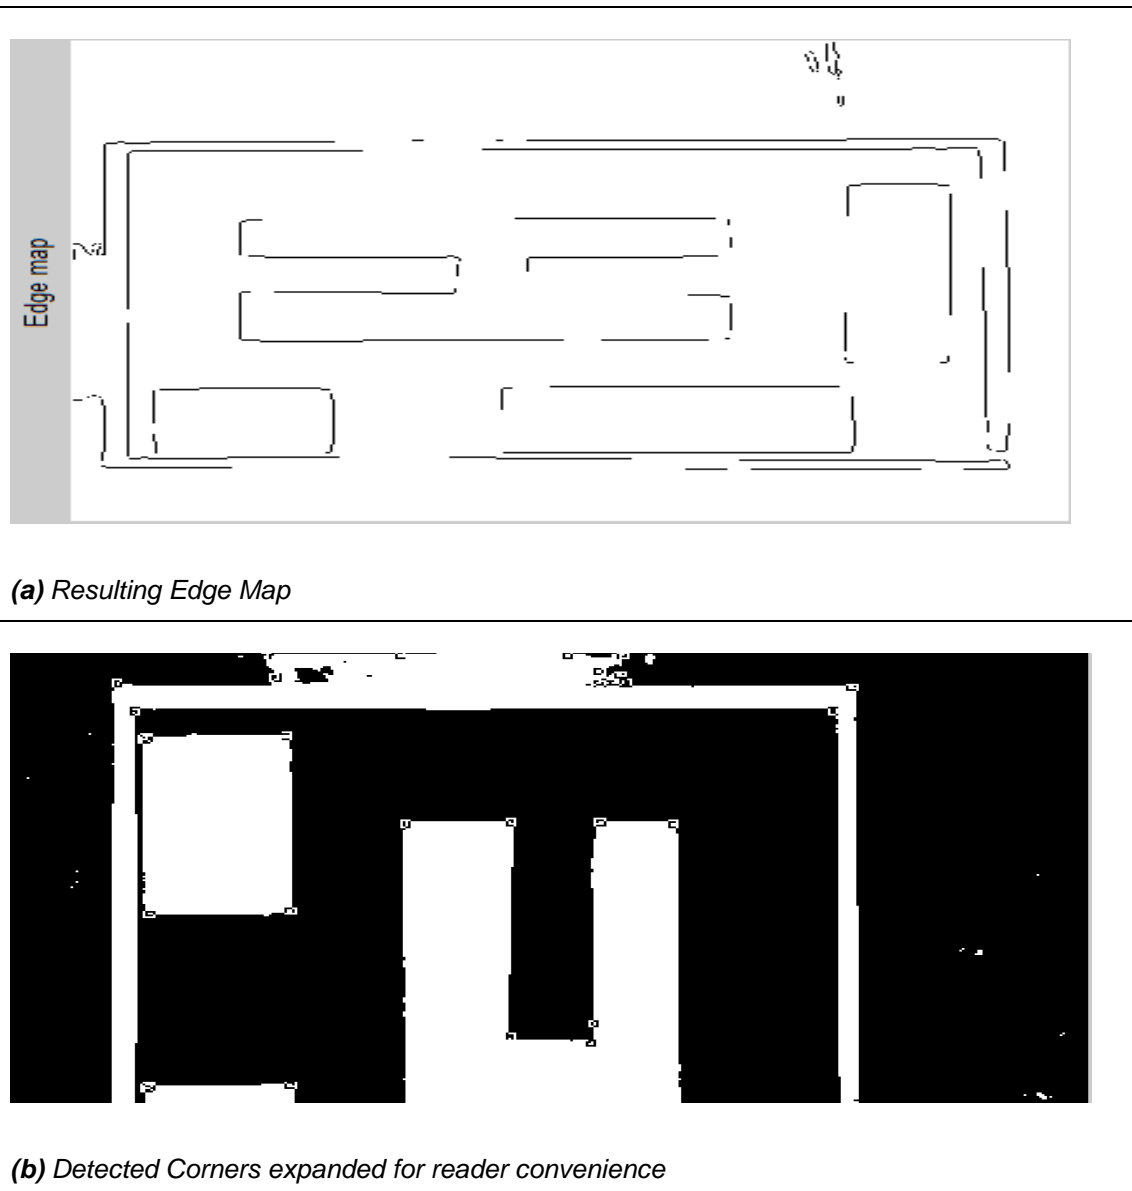 Edge map
(a) Resulting Edge Map
(b) Detected Corners expanded for reader convenience